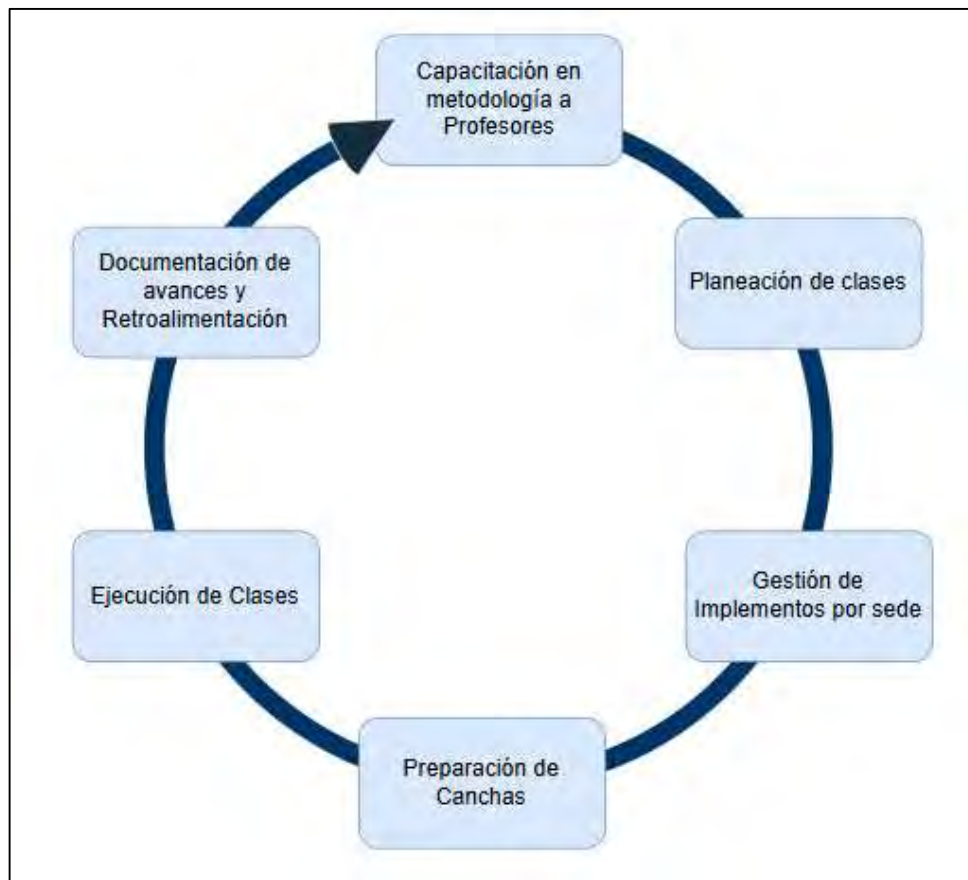 Capacitación en
metodología a
Profesores
Planeación de clases
Gestión de
Implementos por sede
Preparación de
Canchas
Ejecución de Clases
Documentación de
avances y
Retroalimentación